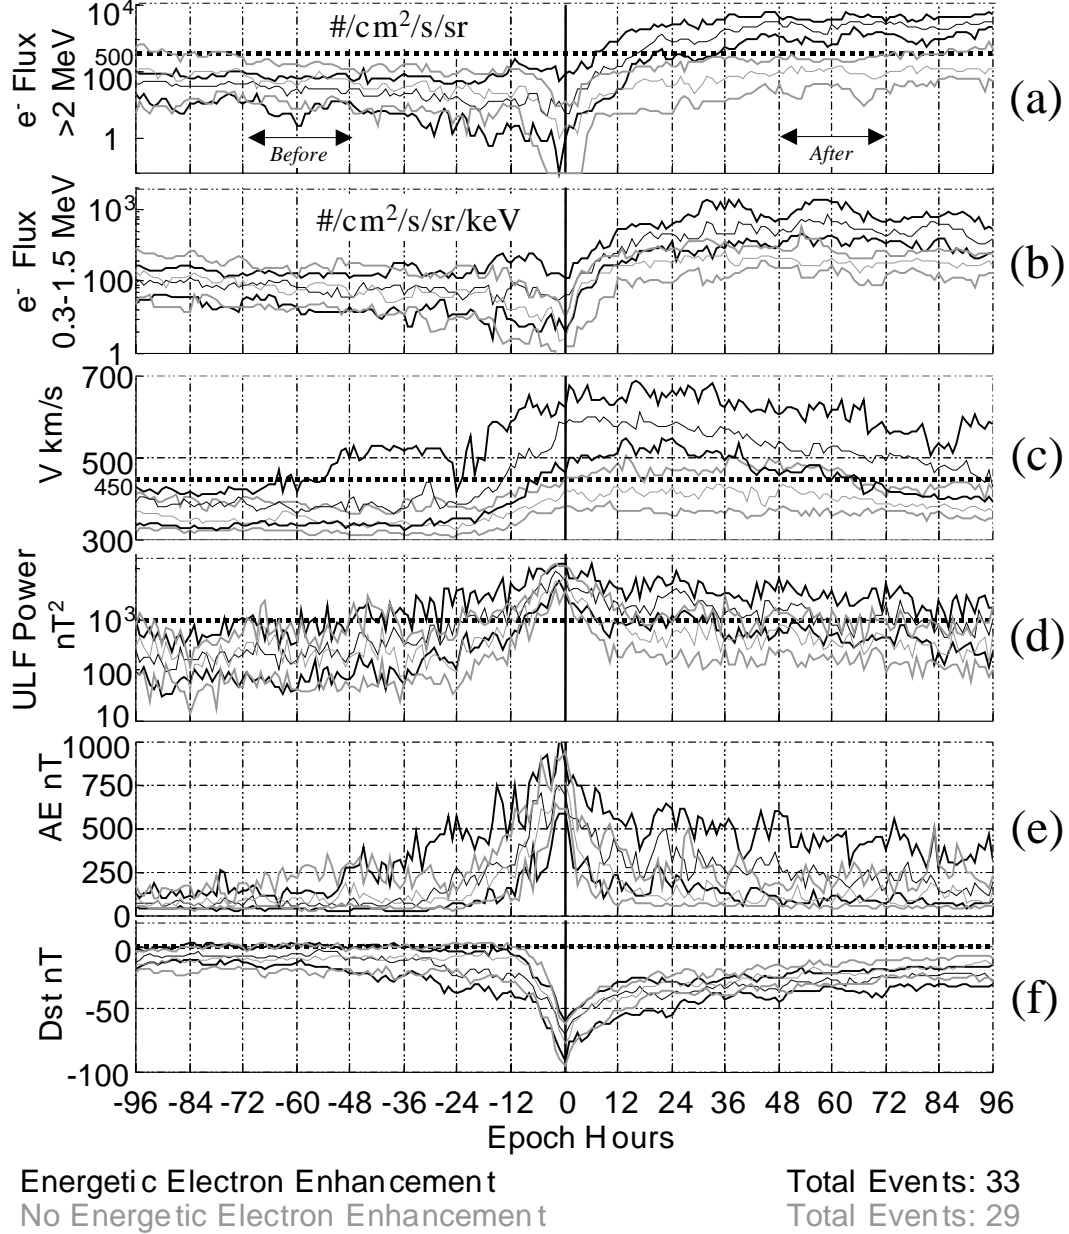 10⁴
500
100
1
e⁻ Flux
>2 MeV
#/cm²/s/sr
Before
After
(a)
10³
100
1
e⁻ Flux
0.3-1.5 MeV
#/cm²/s/sr/keV
(b)
700
500
450
300
V km/s
(c)
10³
100
10
ULF Power
nT²
(d)
1000
750
500
250
0
AE nT
(e)
0
-50
-100
Dst nT
(f)
-96 -84 -72 -60 -48 -36 -24 -12 0 12 24 36 48 60 72 84 96
Epoch Hours
Energetic Electron Enhancement Total Events: 33
No Energetic Electron Enhancement Total Events: 29